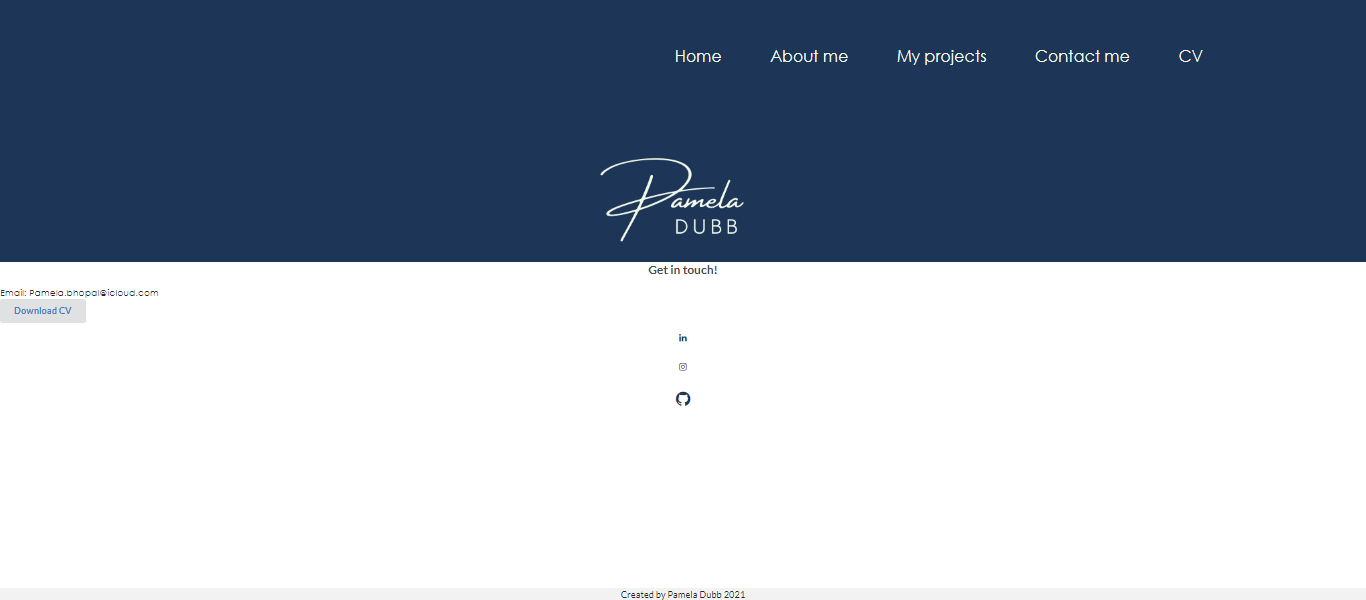 Home About me My projects Contact me CV
Pamela
DUBB
Get in touch!
Email: Pamela.bhopal@icloud.com
Download CV
in
Created by Pamela Dubb 2021